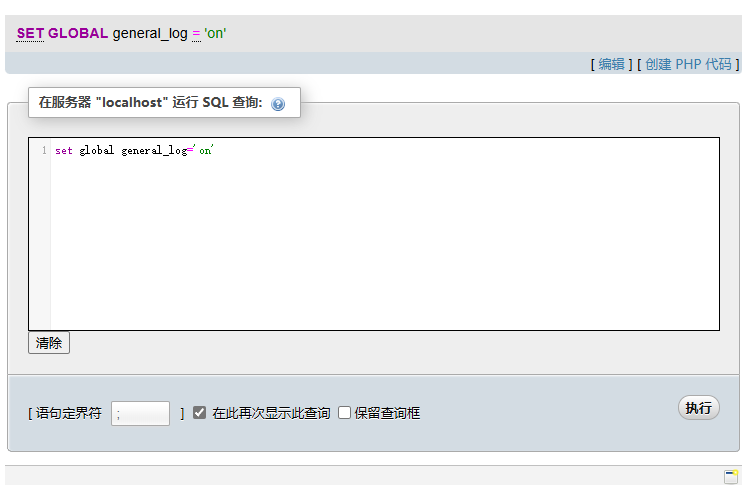 SET GLOBAL general_log = 'on'
[ 编辑 ] [ 创建 PHP 代码 ]
在服务器 "localhost" 运行 SQL 查询:
1 set global general_log='on'
清除
[ 语句定界符 ; ] 在此再次显示此查询 保留查询框 执行